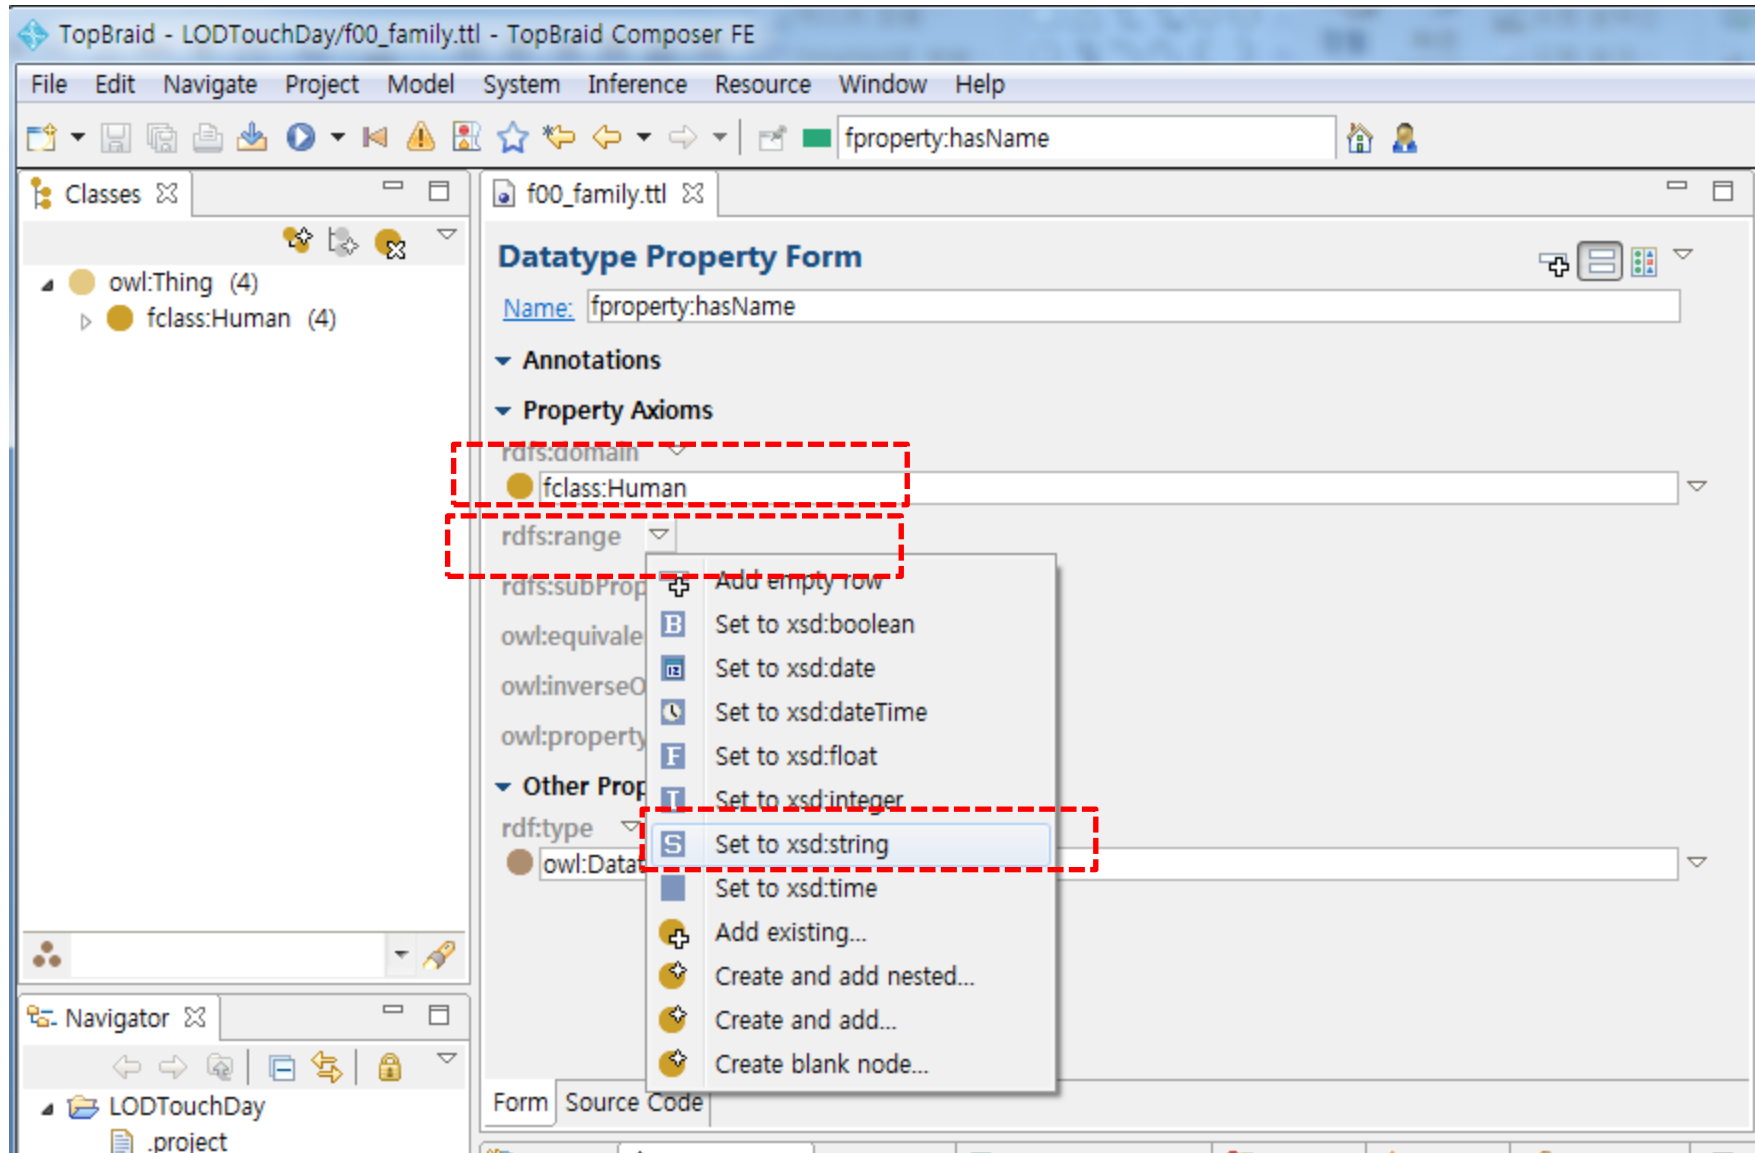 TopBraid - LODTouchDay/f00_family.ttl - TopBraid Composer FE
File Edit Navigate Project Model System Inference Resource Window Help
fproperty:hasName
Classes
f00_family.ttl
owl:Thing (4)
fclass:Human (4)
Datatype Property Form
Name: fproperty:hasName
Annotations
Property Axioms
rdfs:domain
fclass:Human
rdfs:range
rdfs:subProp
owl:equivale
owl:inverseO
owl:property
Other Prop
rdf:type
owl:Datat
Add empty row
B Set to xsd:boolean
12 Set to xsd:date
Set to xsd:dateTime
F Set to xsd:float
I Set to xsd:integer
S Set to xsd:string
Set to xsd:time
Add existing...
Create and add nested...
Create and add...
Create blank node...
Form Source Code
Navigator
LODTouchDay
.project